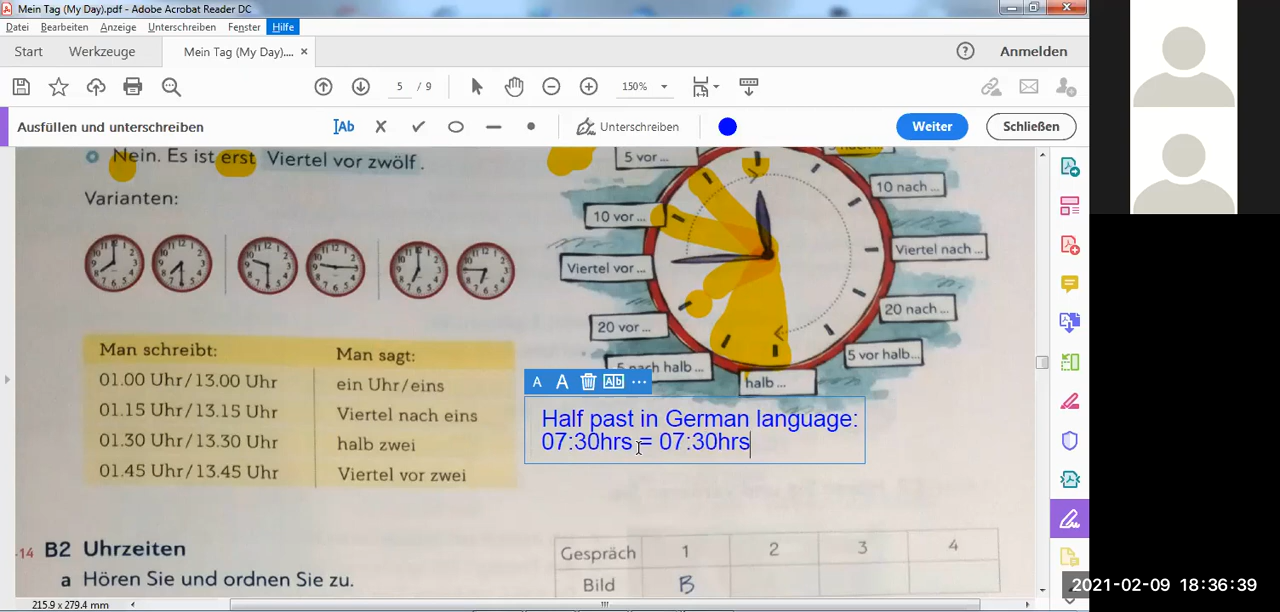 Mein Tag (My Day).pdf - Adobe Acrobat Reader DC
Datei Bearbeiten Anzeige Unterschreiben Fenster Hilfe
Start Werkzeuge Mein Tag (My Day).... × Anmelden
5 / 9 150%
Ausfüllen und unterschreiben Ab Unterschreiben Weiter Schließen
Nein. Es ist erst Viertel vor zwölf.
Varianten:
5 vor ...
10 nach ...
10 vor ...
Viertel nach ...
Viertel vor ...
20 nach ...
20 vor ...
5 vor halb...
5 nach halb ...
halb ...
Man schreibt: Man sagt:
01.00 Uhr/13.00 Uhr ein Uhr/eins
01.15 Uhr/13.15 Uhr Viertel nach eins
01.30 Uhr/13.30 Uhr halb zwei
01.45 Uhr/13.45 Uhr Viertel vor zwei
A A Ab ...
Half past in German language:
07:30hrs = 07:30hrs
-14 B2 Uhrzeiten
a Hören Sie und ordnen Sie zu.
Gespräch 1 2 3 4
Bild B
215.9 x 279.4 mm
2021-02-09 18:36:39